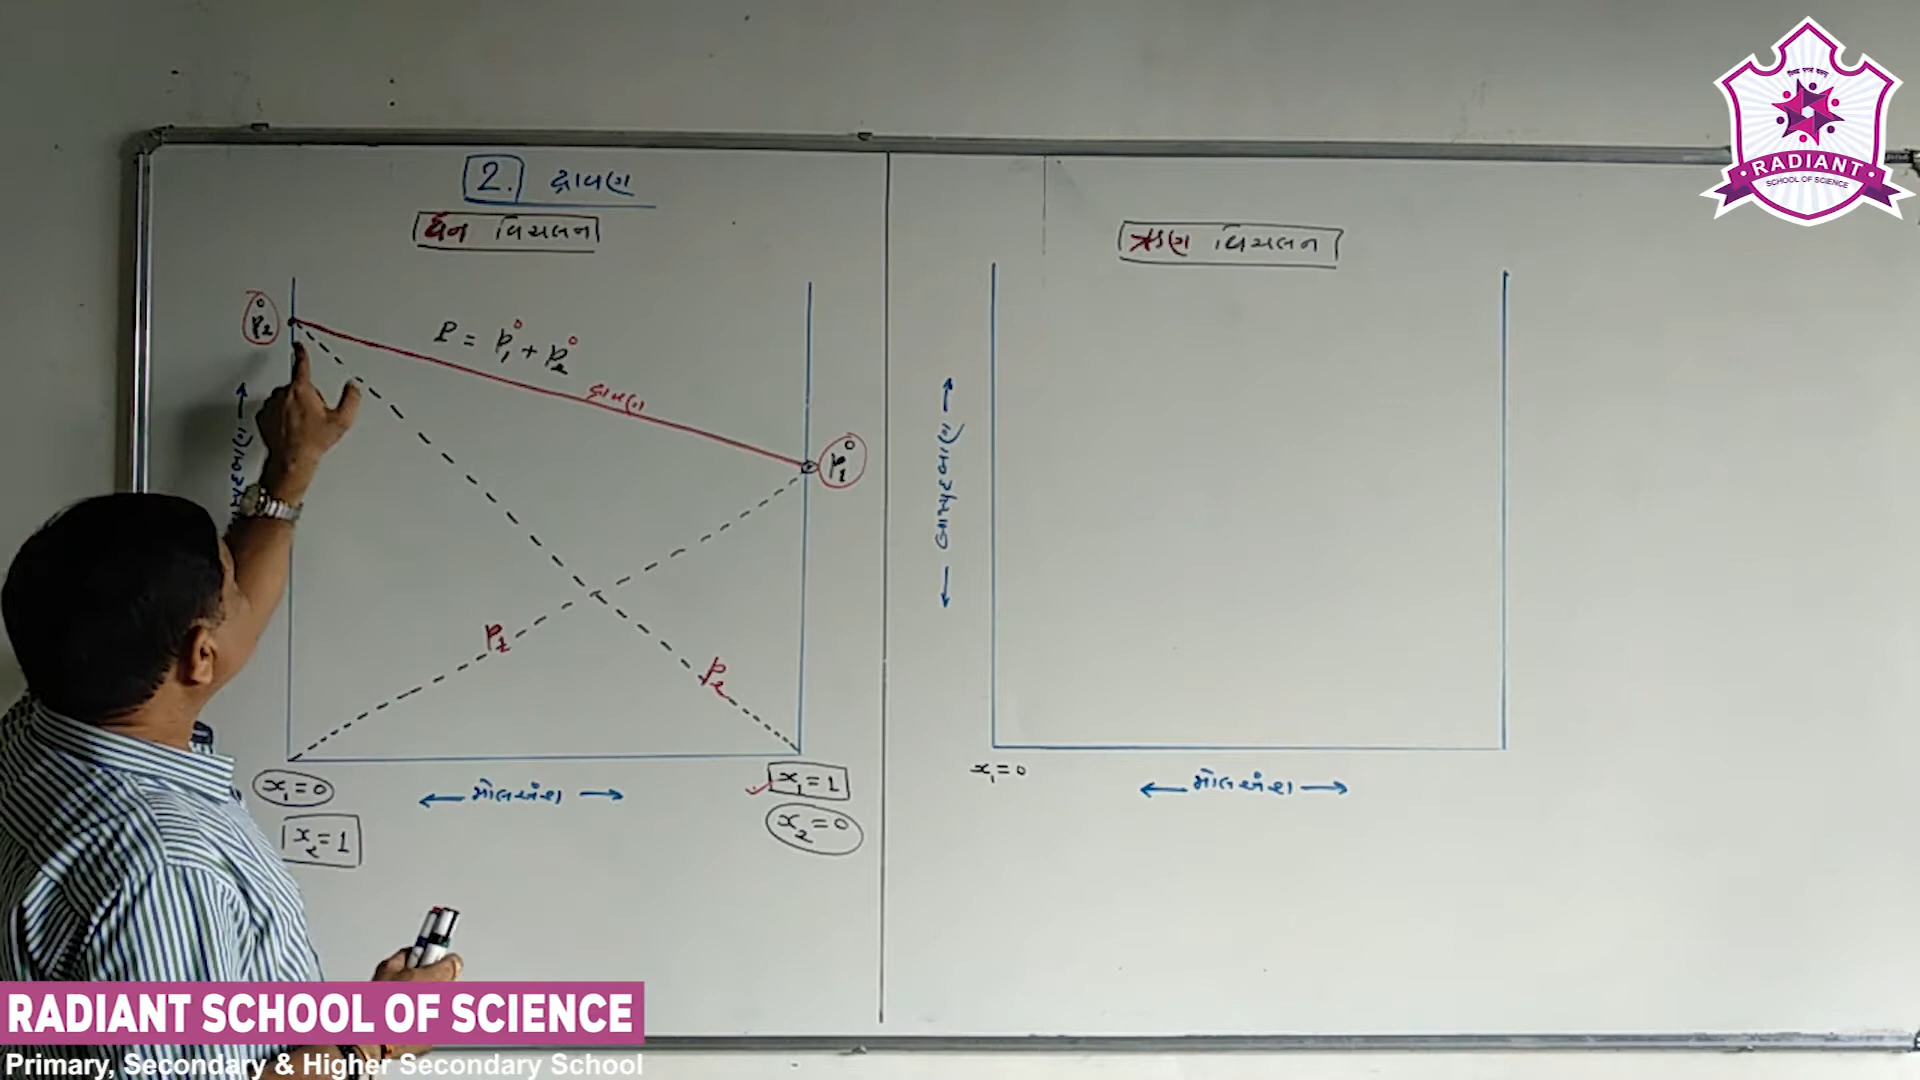 2. દ્રાવણ
ધન વિચલન
p₂°
P = p₁° + p₂°
દ્રાવણ
p₁°
p₁
p₂
x₁ = 0
← મોલઅંશ →
x₁ = 1
x₂ = 1
x₂ = 0
ઋણ વિચલન
← બાષ્પદબાણ →
x₁ = 0
← મોલઅંશ →
RADIANT
SCHOOL OF SCIENCE
RADIANT SCHOOL OF SCIENCE
Primary, Secondary & Higher Secondary School